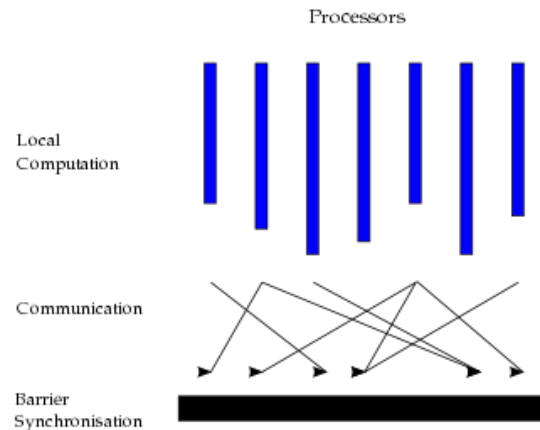 Processors
Local
Computation
Communication
Barrier
Synchronisation